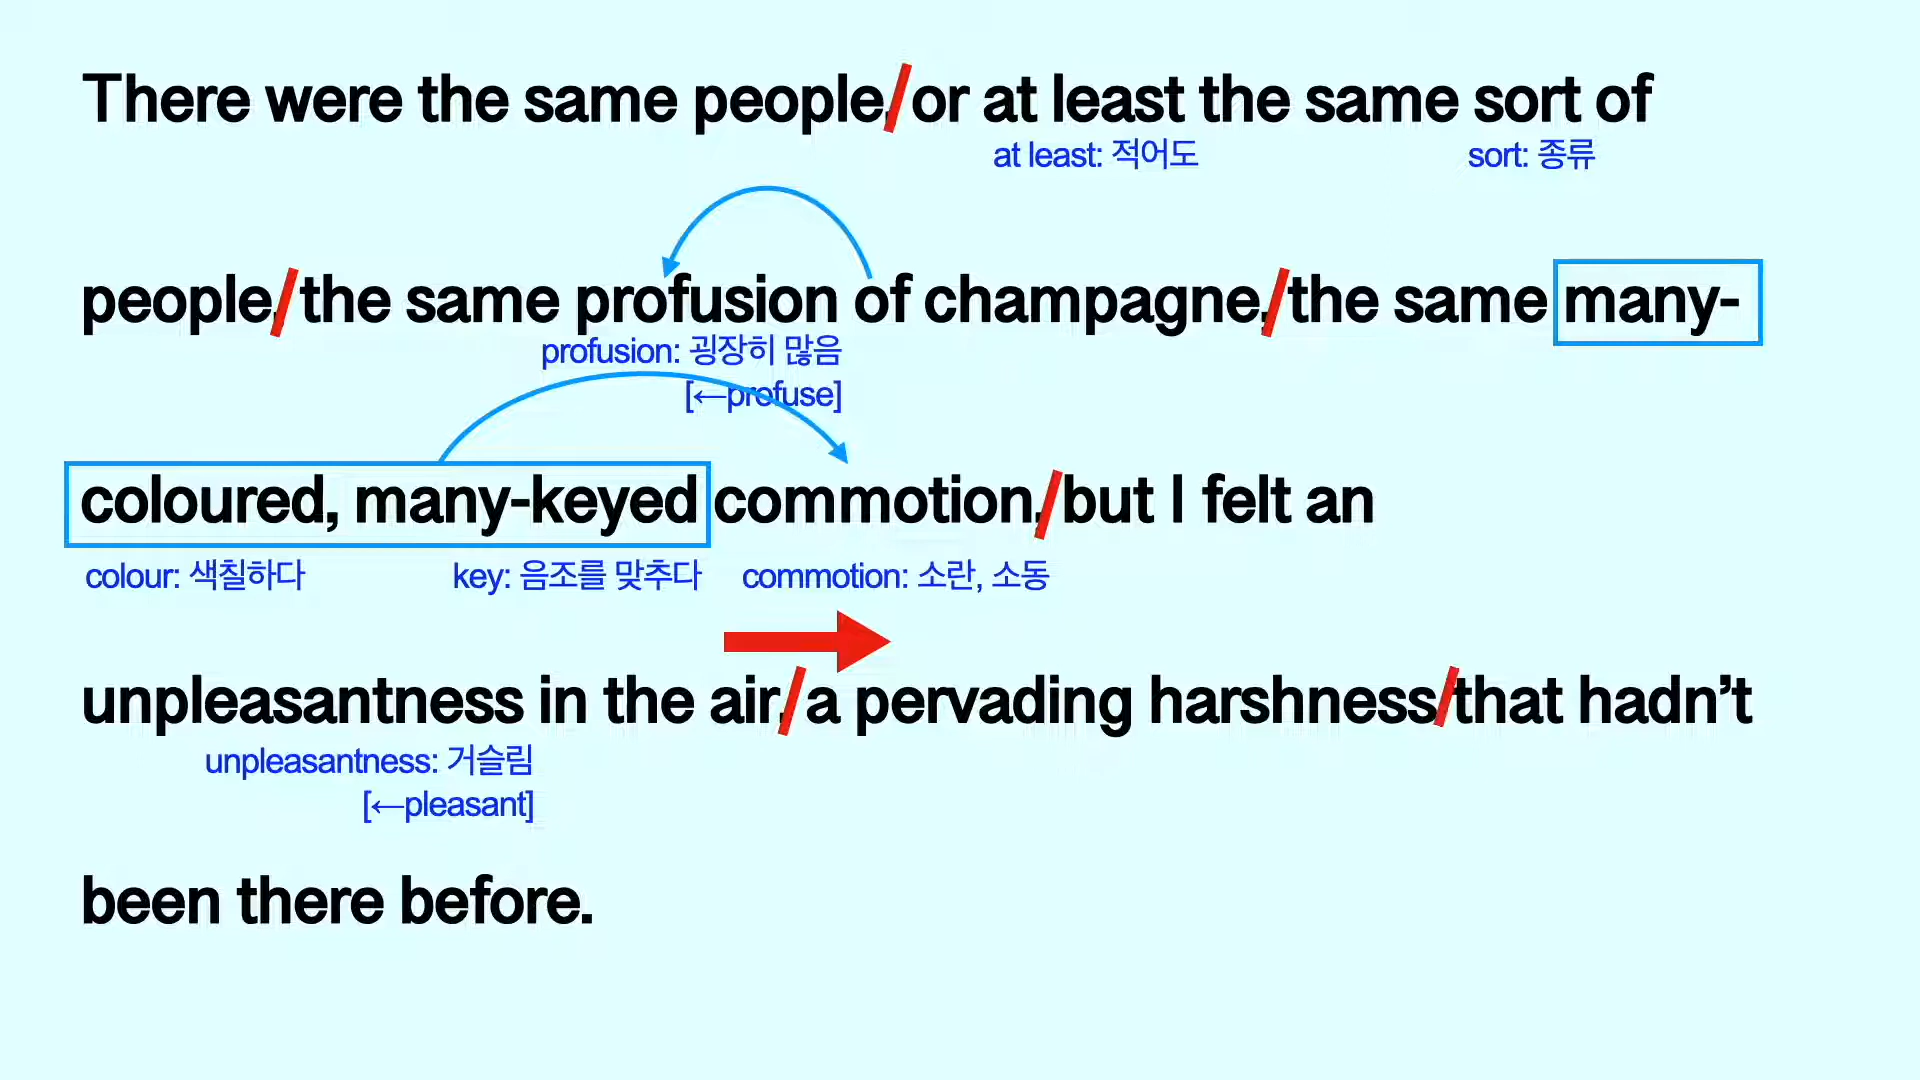 There were the same people, or at least the same sort of
at least: 적어도 sort: 종류
people, the same profusion of champagne, the same many-
profusion: 굉장히 많음
[←profuse]
coloured, many-keyed commotion, but I felt an
colour: 색칠하다 key: 음조를 맞추다 commotion: 소란, 소동
unpleasantness in the air, a pervading harshness that hadn’t
unpleasantness: 거슬림
[←pleasant]
been there before.